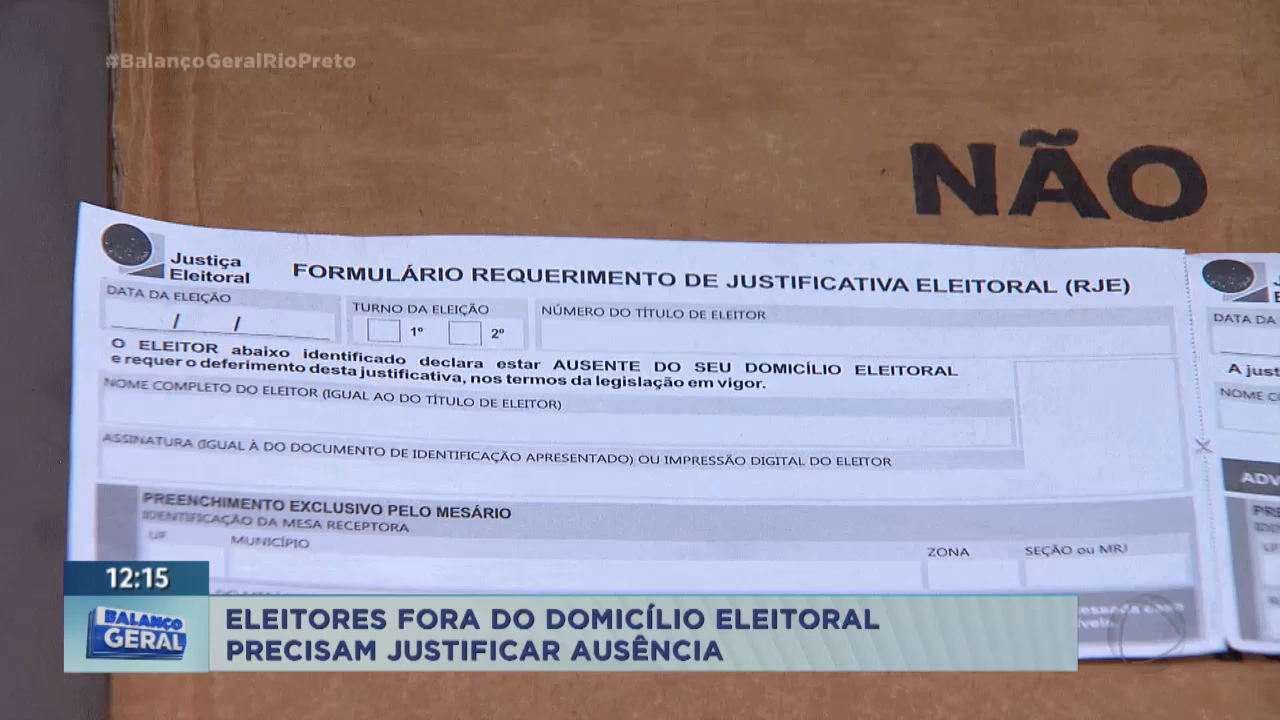 #BalançoGeralRioPreto
NÃO
Justiça
Eleitoral
FORMULÁRIO REQUERIMENTO DE JUSTIFICATIVA ELEITORAL (RJE)
DATA DA ELEIÇÃO
/ /
TURNO DA ELEIÇÃO
1º 2º
NÚMERO DO TÍTULO DE ELEITOR
O ELEITOR abaixo identificado declara estar AUSENTE DO SEU DOMICÍLIO ELEITORAL
e requer o deferimento desta justificativa, nos termos da legislação em vigor.
NOME COMPLETO DO ELEITOR (IGUAL AO DO TÍTULO DE ELEITOR)
ASSINATURA (IGUAL À DO DOCUMENTO DE IDENTIFICAÇÃO APRESENTADO) OU IMPRESSÃO DIGITAL DO ELEITOR
PREENCHIMENTO EXCLUSIVO PELO MESÁRIO
IDENTIFICAÇÃO DA MESA RECEPTORA
UF MUNICÍPIO ZONA SEÇÃO ou MRJ
DATA DA
A just
NOME C
ADV
12:15
BALANÇO
GERAL
ELEITORES FORA DO DOMICÍLIO ELEITORAL
PRECISAM JUSTIFICAR AUSÊNCIA